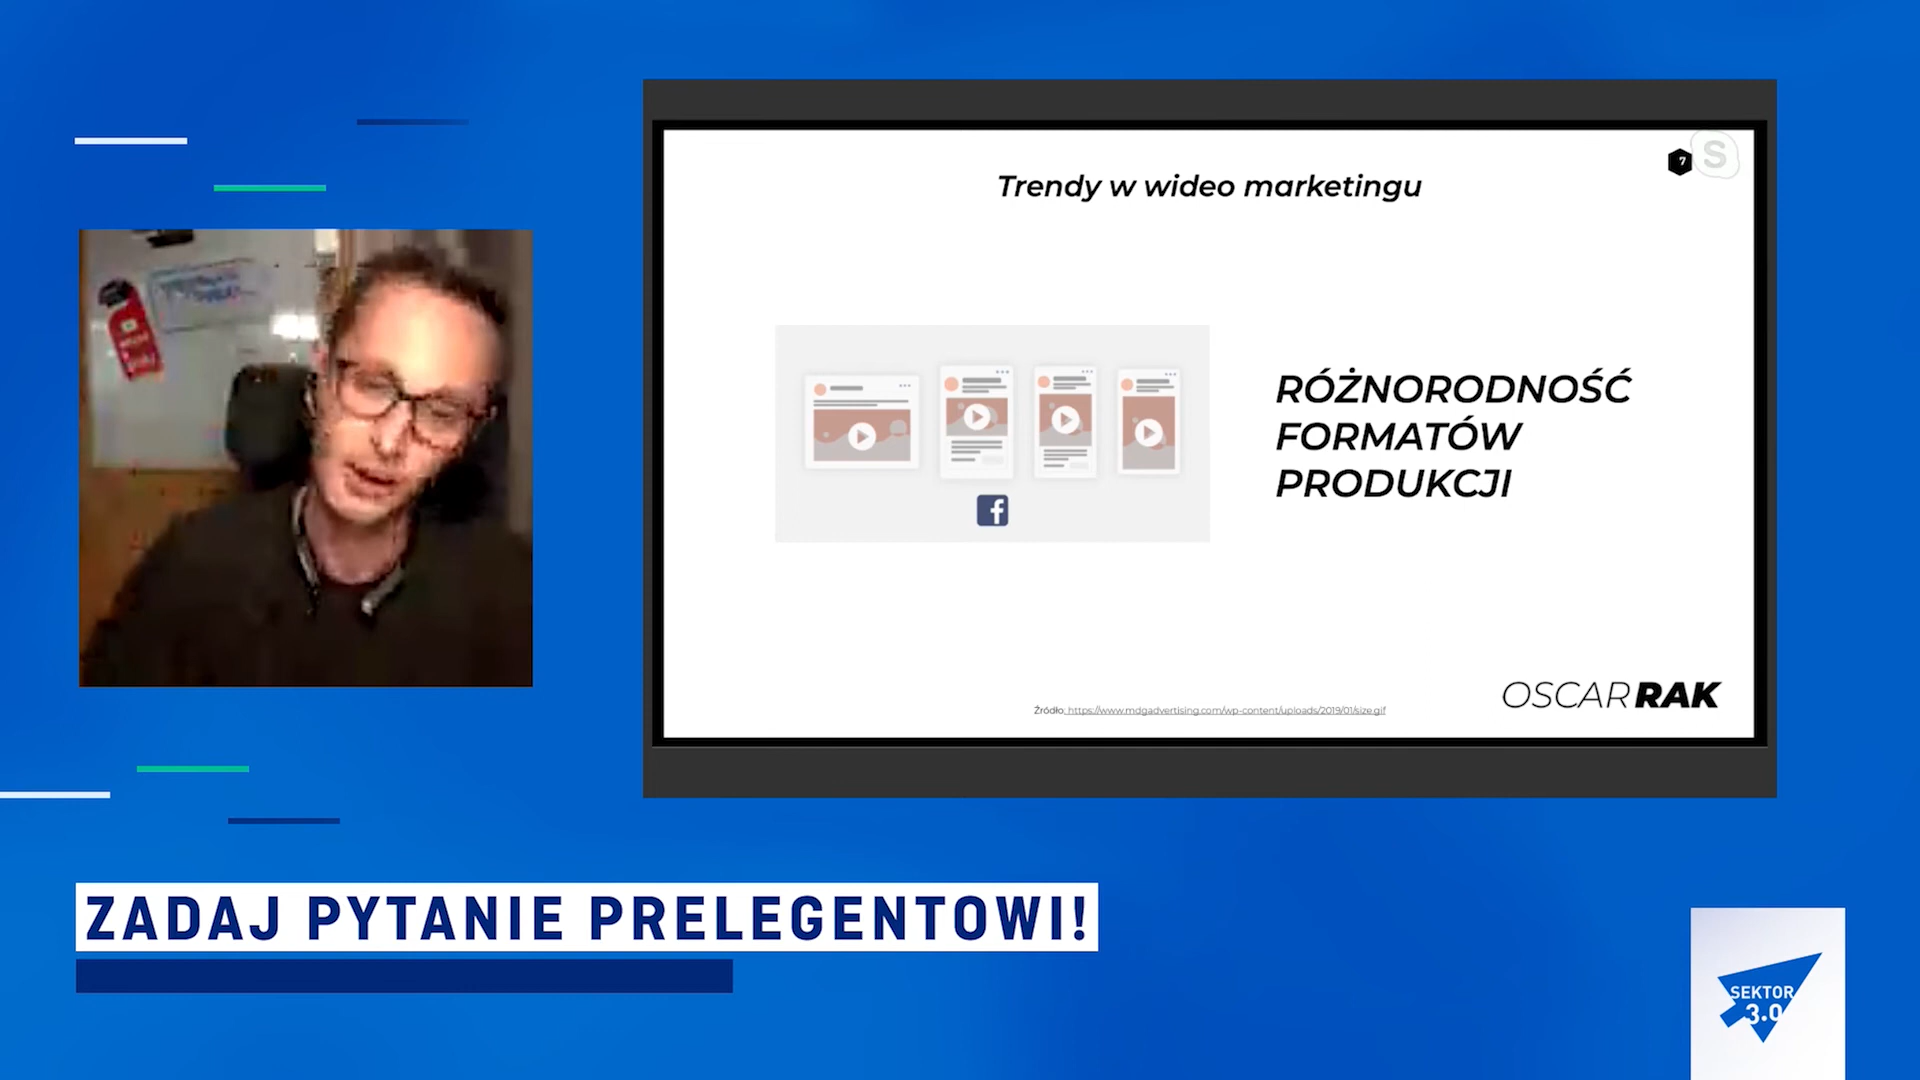 7
S
Trendy w wideo marketingu
RÓŻNORODNOŚĆ
FORMATÓW
PRODUKCJI
f
Źródło: https://www.mdgadvertising.com/wp-content/uploads/2019/01/size.gif
OSCAR RAK
ZADAJ PYTANIE PRELEGENTOWI!
SEKTOR
3.0